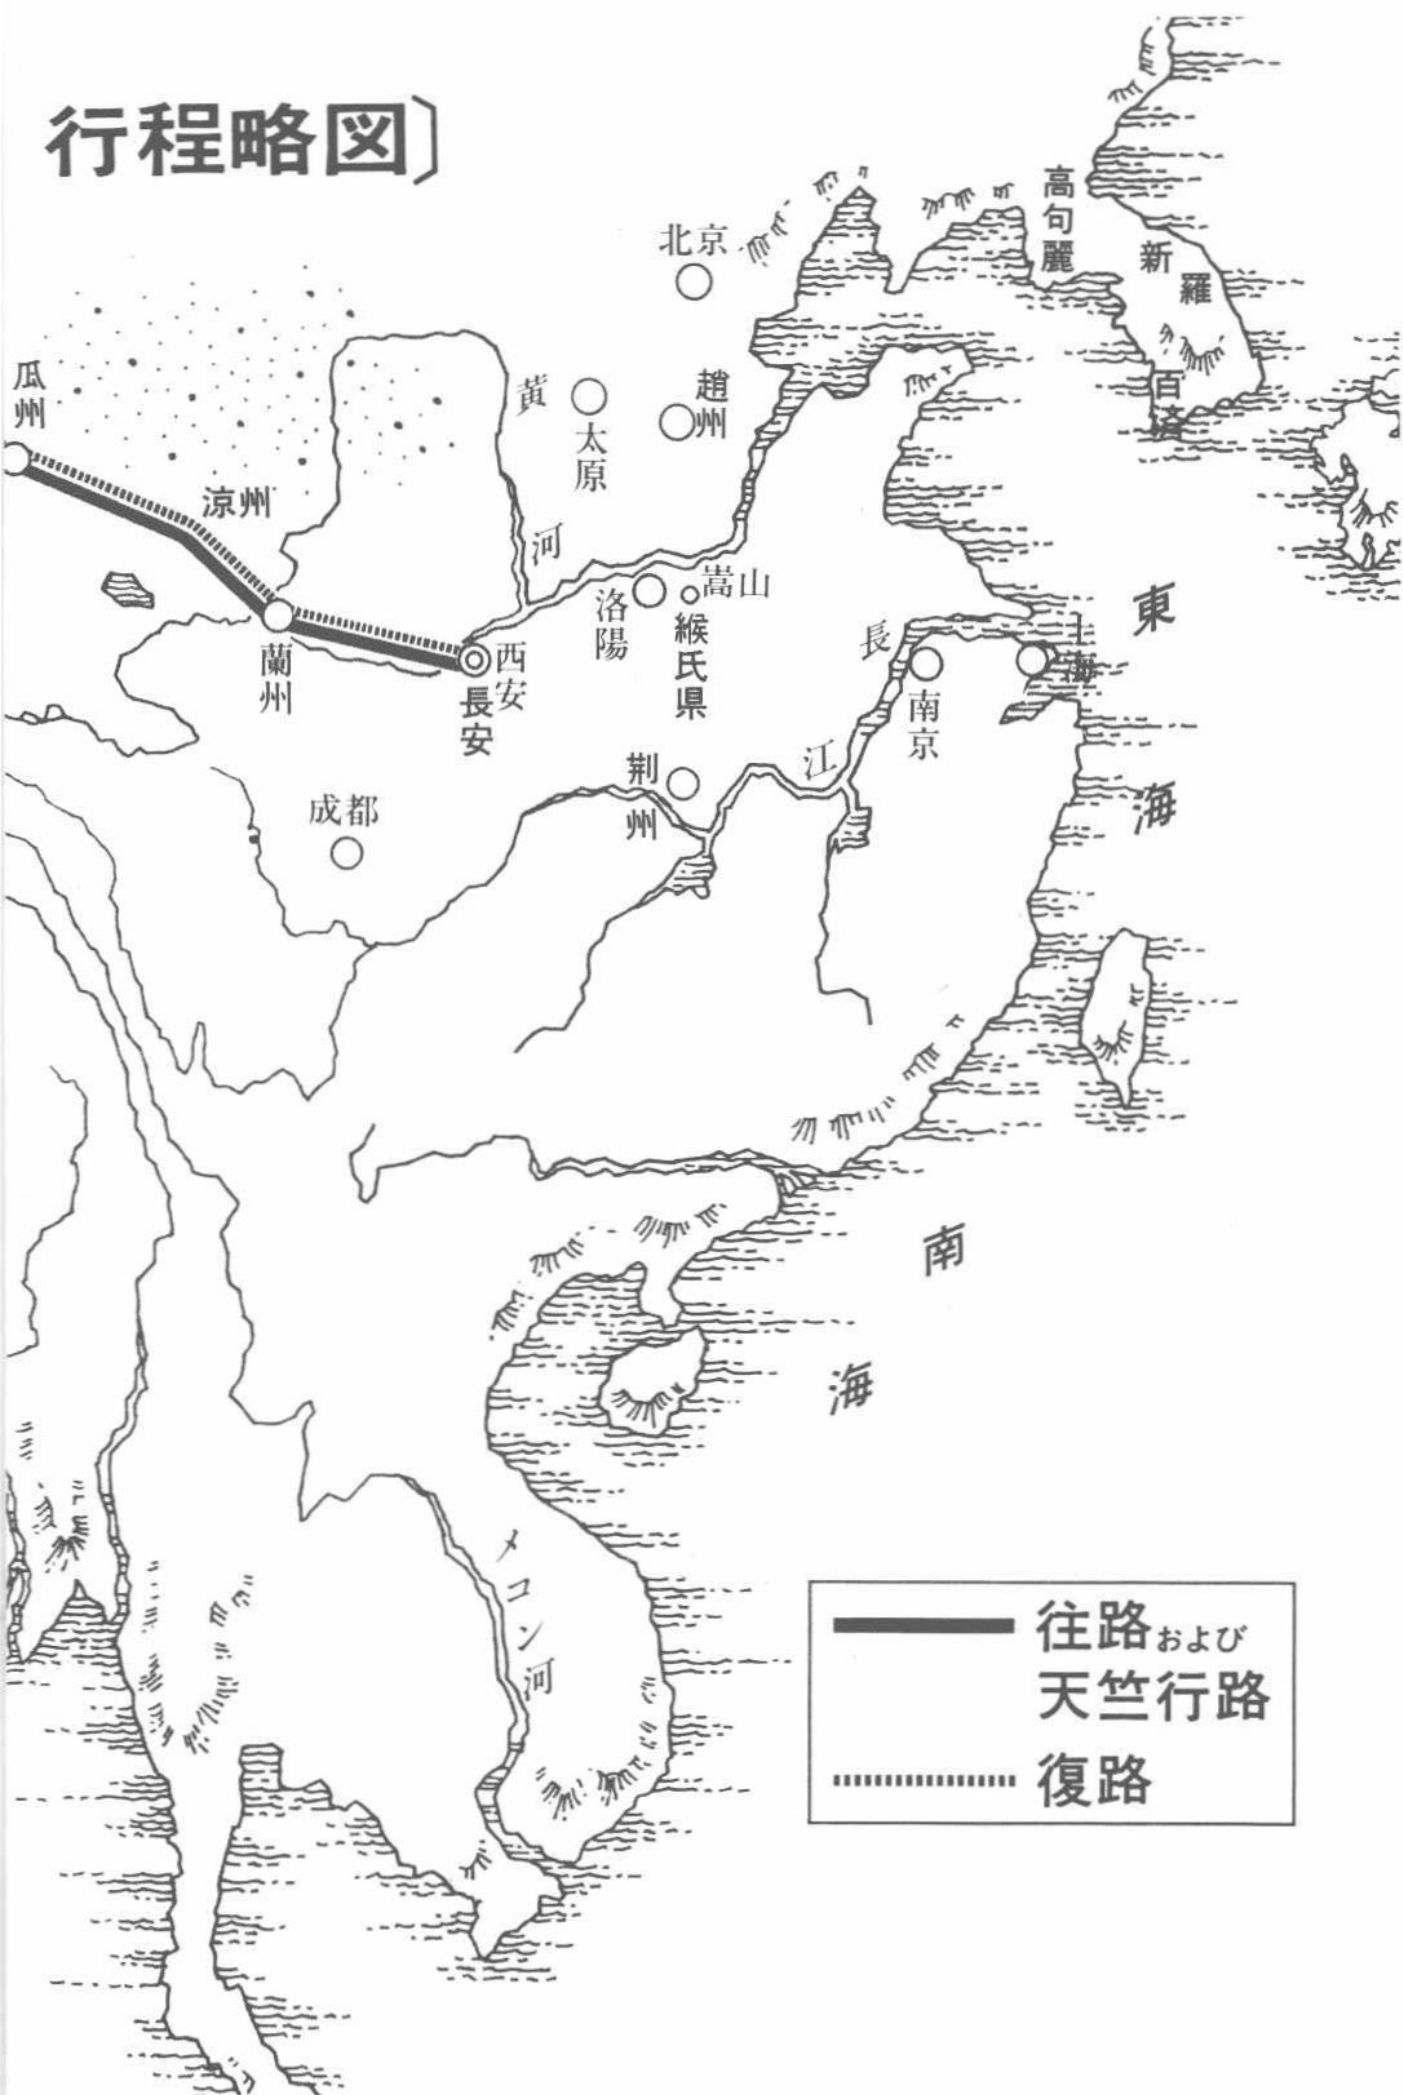 行程略図〕
高句麗
新羅
百済
北京
趙州
黄河
太原
瓜州
涼州
蘭州
西安
長安
洛陽
嵩山
緱氏県
長江
南京
上海
荆州
成都
東海
南海
メコン河
往路および
天竺行路
復路